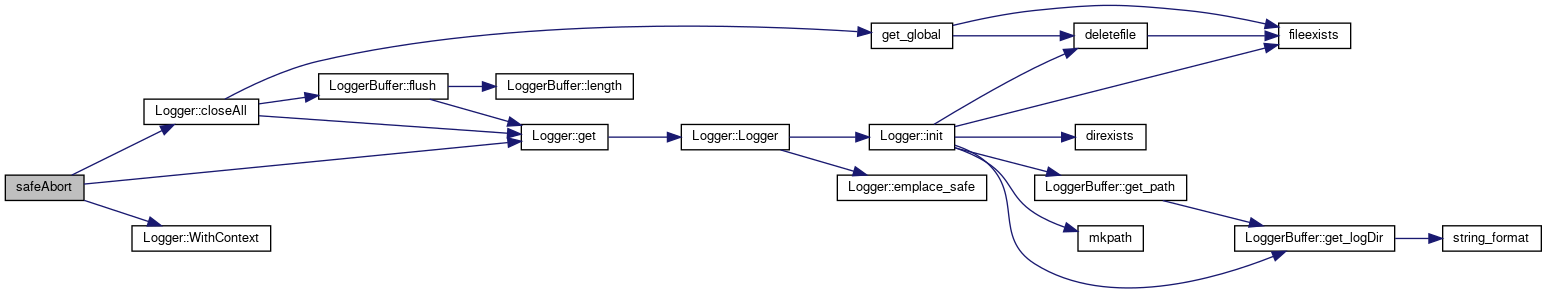 safeAbort
Logger::closeAll
Logger::WithContext
LoggerBuffer::flush
LoggerBuffer::length
Logger::get
Logger::Logger
get_global
Logger::init
Logger::emplace_safe
deletefile
fileexists
direxists
LoggerBuffer::get_path
mkpath
LoggerBuffer::get_logDir
string_format